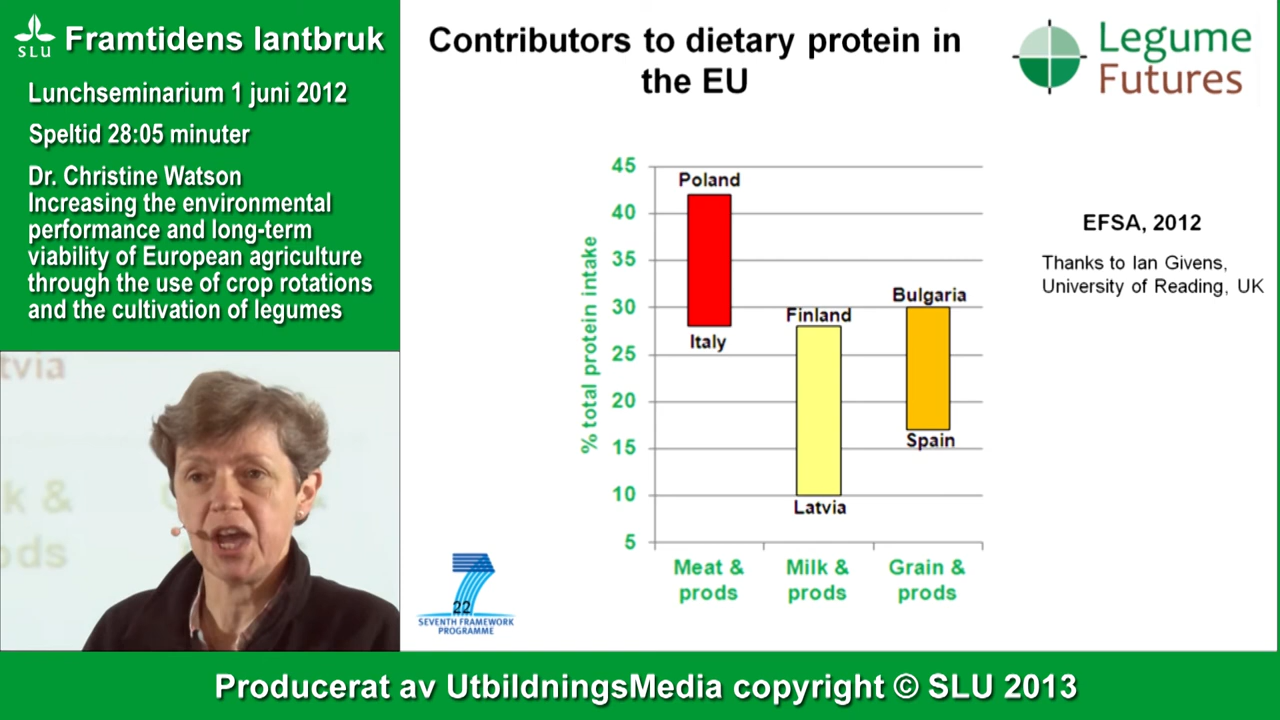 SLU
Framtidens lantbruk
Lunchseminarium 1 juni 2012
Speltid 28:05 minuter
Dr. Christine Watson
Increasing the environmental
performance and long-term
viability of European agriculture
through the use of crop rotations
and the cultivation of legumes
tvia
k &
ods
Contributors to dietary protein in
the EU
Legume
Futures
EFSA, 2012
Thanks to Ian Givens,
University of Reading, UK
% total protein intake
45
40
35
30
25
20
15
10
5
Poland
Italy
Finland
Latvia
Bulgaria
Spain
Meat &
prods
Milk &
prods
Grain &
prods
7
22
SEVENTH FRAMEWORK
PROGRAMME
Producerat av UtbildningsMedia copyright © SLU 2013